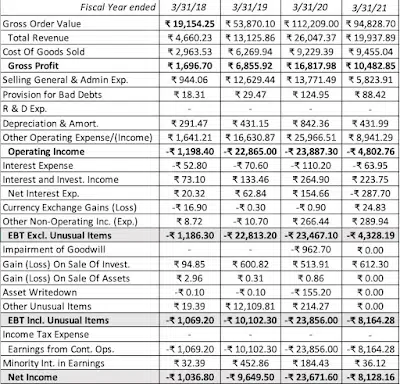 Fiscal Year ended 3/31/18 3/31/19 3/31/20 3/31/21
Gross Order Value ₹ 19,154.25 ₹ 53,870.10 ₹ 112,209.00 ₹ 94,828.70
Total Revenue ₹ 4,660.23 ₹ 13,125.86 ₹ 26,047.37 ₹ 19,937.89
Cost Of Goods Sold ₹ 2,963.53 ₹ 6,269.94 ₹ 9,229.39 ₹ 9,455.04
Gross Profit ₹ 1,696.70 ₹ 6,855.92 ₹ 16,817.98 ₹ 10,482.85
Selling General & Admin Exp. ₹ 944.06 ₹ 12,629.44 ₹ 13,771.49 ₹ 5,823.91
Provision for Bad Debts ₹ 18.31 ₹ 29.47 ₹ 124.95 ₹ 88.42
R & D Exp. - - - -
Depreciation & Amort. ₹ 291.47 ₹ 431.15 ₹ 842.36 ₹ 431.99
Other Operating Expense/(Income) ₹ 1,641.21 ₹ 16,630.87 ₹ 25,966.51 ₹ 8,941.29
Operating Income -₹ 1,198.40 -₹ 22,865.00 -₹ 23,887.30 -₹ 4,802.76
Interest Expense -₹ 52.80 -₹ 70.60 -₹ 110.20 -₹ 63.95
Interest and Invest. Income ₹ 73.10 ₹ 133.46 ₹ 264.90 ₹ 223.75
Net Interest Exp. ₹ 20.32 ₹ 62.84 ₹ 154.66 -₹ 287.70
Currency Exchange Gains (Loss) -₹ 16.90 -₹ 0.30 -₹ 0.90 ₹ 24.83
Other Non-Operating Inc. (Exp.) ₹ 8.72 -₹ 10.70 ₹ 266.44 ₹ 289.94
EBT Excl. Unusual Items -₹ 1,186.30 -₹ 22,813.20 -₹ 23,467.10 -₹ 4,328.19
Impairment of Goodwill - - -₹ 962.70 ₹ 0.00
Gain (Loss) On Sale Of Invest. ₹ 94.85 ₹ 600.82 ₹ 513.91 ₹ 612.30
Gain (Loss) On Sale Of Assets ₹ 2.96 ₹ 0.31 ₹ 0.86 ₹ 0.00
Asset Writedown -₹ 0.10 -₹ 0.10 -₹ 155.20 ₹ 0.00
Other Unusual Items ₹ 19.39 ₹ 12,109.81 ₹ 214.27 ₹ 0.00
EBT Incl. Unusual Items -₹ 1,069.20 -₹ 10,102.30 -₹ 23,856.00 -₹ 8,164.28
Income Tax Expense - - - -
Earnings from Cont. Ops. -₹ 1,069.20 -₹ 10,102.30 -₹ 23,856.00 -₹ 8,164.28
Minority Int. in Earnings ₹ 32.39 ₹ 452.86 ₹ 184.43 ₹ 36.12
Net Income -₹ 1,036.80 -₹ 9,649.50 -₹ 23,671.60 -₹ 8,128.16